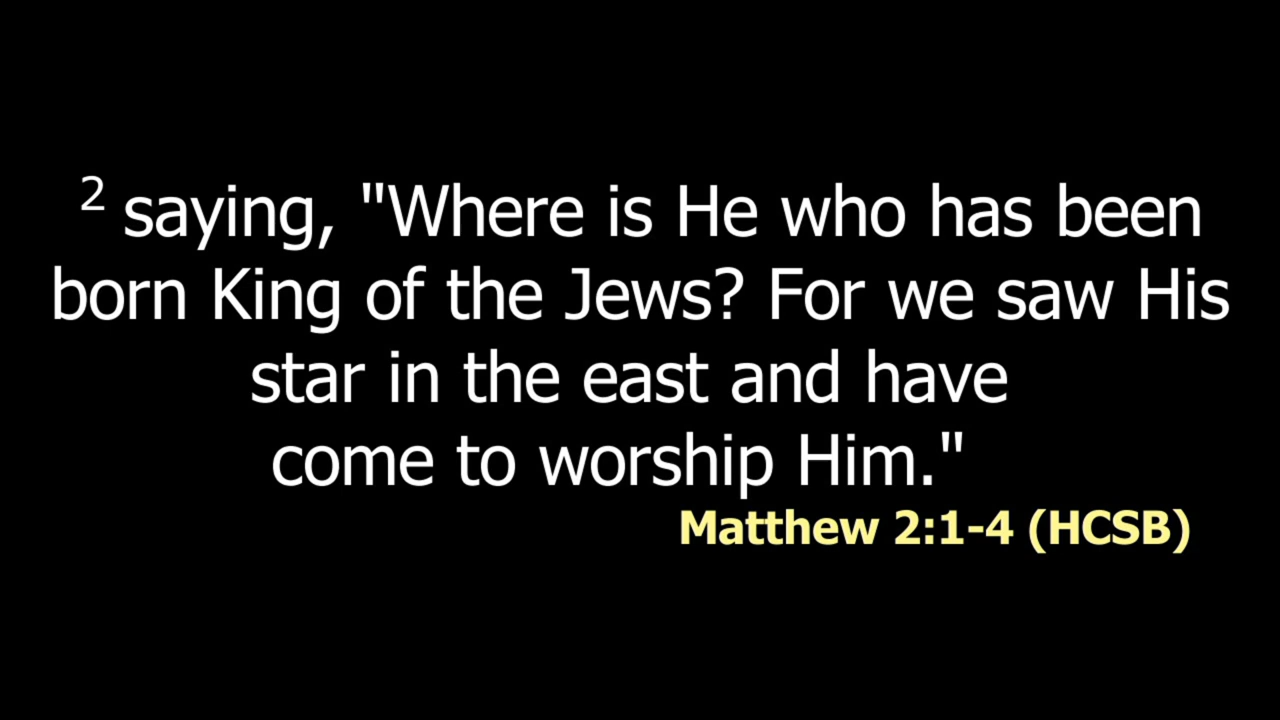 2 saying, "Where is He who has been
born King of the Jews? For we saw His
star in the east and have
come to worship Him."
Matthew 2:1-4 (HCSB)